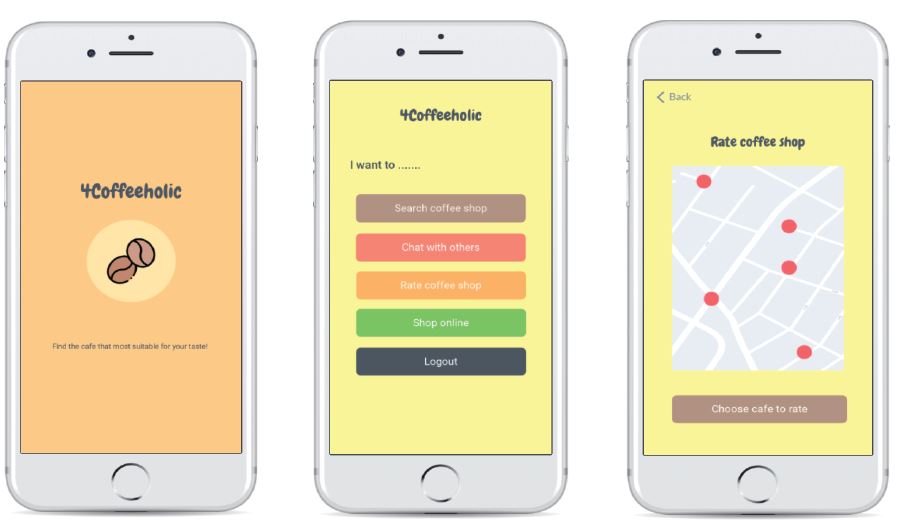 4Coffeeholic
Find the cafe that most suitable for your taste!
4Coffeeholic
I want to .......
Search coffee shop
Chat with others
Rate coffee shop
Shop online
Logout
Back
Rate coffee shop
Choose cafe to rate